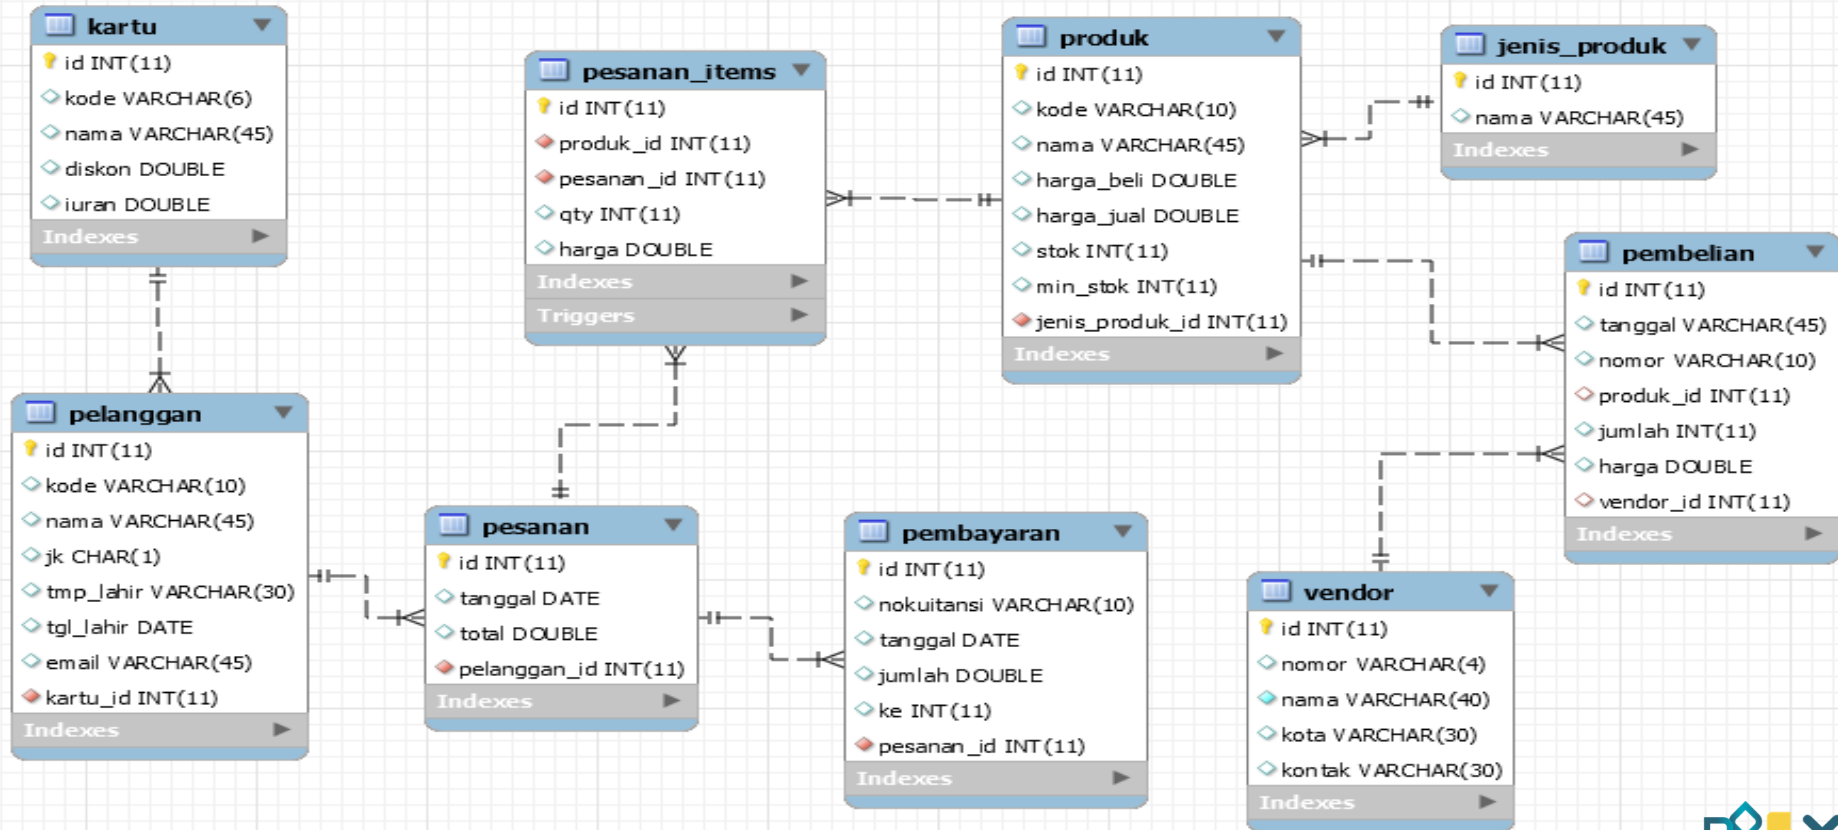 kartu
id INT(11)
kode VARCHAR(6)
nama VARCHAR(45)
diskon DOUBLE
iuran DOUBLE
Indexes
pesanan_items
id INT(11)
produk_id INT(11)
pesanan_id INT(11)
qty INT(11)
harga DOUBLE
Indexes
Triggers
produk
id INT(11)
kode VARCHAR(10)
nama VARCHAR(45)
harga_beli DOUBLE
harga_jual DOUBLE
stok INT(11)
min_stok INT(11)
jenis_produk_id INT(11)
Indexes
jenis_produk
id INT(11)
nama VARCHAR(45)
Indexes
pembelian
id INT(11)
tanggal VARCHAR(45)
nomor VARCHAR(10)
produk_id INT(11)
jumlah INT(11)
harga DOUBLE
vendor_id INT(11)
Indexes
pelanggan
id INT(11)
kode VARCHAR(10)
nama VARCHAR(45)
jk CHAR(1)
tmp_lahir VARCHAR(30)
tgl_lahir DATE
email VARCHAR(45)
kartu_id INT(11)
Indexes
pesanan
id INT(11)
tanggal DATE
total DOUBLE
pelanggan_id INT(11)
Indexes
pembayaran
id INT(11)
nokuitansi VARCHAR(10)
tanggal DATE
jumlah DOUBLE
ke INT(11)
pesanan_id INT(11)
Indexes
vendor
id INT(11)
nomor VARCHAR(4)
nama VARCHAR(40)
kota VARCHAR(30)
kontak VARCHAR(30)
Indexes